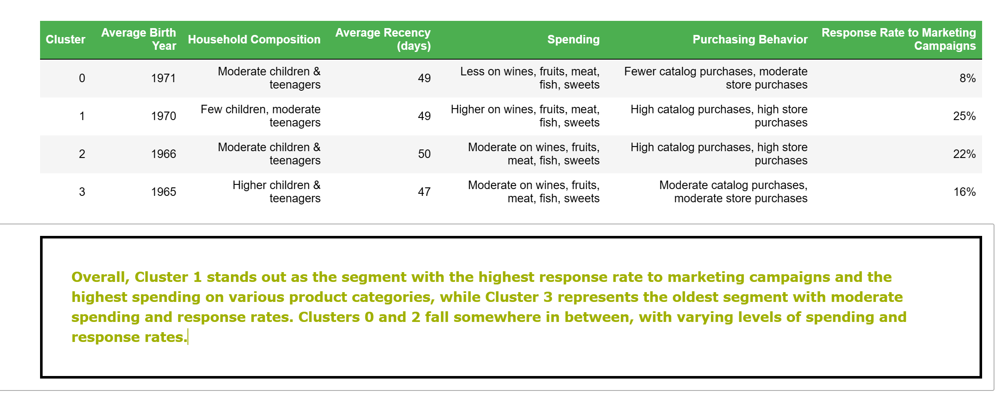 Cluster Average Birth Year Household Composition Average Recency (days) Spending Purchasing Behavior Response Rate to Marketing Campaigns
0 1971 Moderate children & teenagers 49 Less on wines, fruits, meat, fish, sweets Fewer catalog purchases, moderate store purchases 8%
1 1970 Few children, moderate teenagers 49 Higher on wines, fruits, meat, fish, sweets High catalog purchases, high store purchases 25%
2 1966 Moderate children & teenagers 50 Moderate on wines, fruits, meat, fish, sweets High catalog purchases, high store purchases 22%
3 1965 Higher children & teenagers 47 Moderate on wines, fruits, meat, fish, sweets Moderate catalog purchases, moderate store purchases 16%
Overall, Cluster 1 stands out as the segment with the highest response rate to marketing campaigns and the
highest spending on various product categories, while Cluster 3 represents the oldest segment with moderate
spending and response rates. Clusters 0 and 2 fall somewhere in between, with varying levels of spending and
response rates.